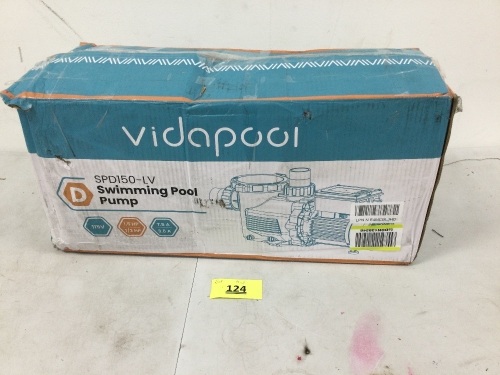 vidapool
SPD150-LV
D
Swimming Pool
Pump
115V
124